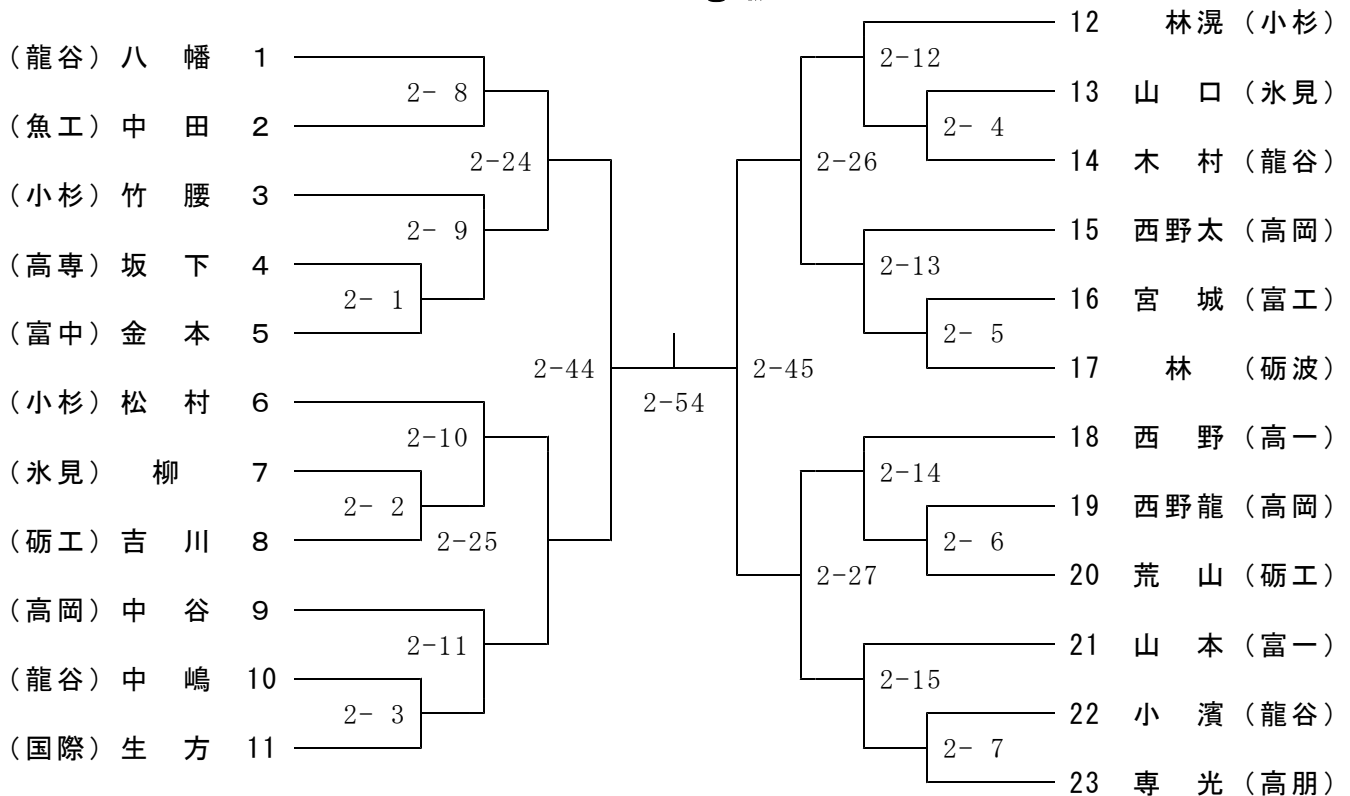 (龍谷) 八 幡 1
2- 8
(魚工) 中 田 2
2-24
(小杉) 竹 腰 3
2- 9
(高専) 坂 下 4
2- 1
(富中) 金 本 5
2-44
(小杉) 松 村 6
2-10
(氷見) 柳 7
2- 2
(砺工) 吉 川 8
2-25
(高岡) 中 谷 9
2-11
(龍谷) 中 嶋 10
2- 3
(国際) 生 方 11
2-54
12 林滉 (小杉)
2-12
13 山 口 (氷見)
2- 4
14 木 村 (龍谷)
2-26
15 西野太 (高岡)
2-13
16 宮 城 (富工)
2- 5
17 林 (砺波)
2-45
18 西 野 (高一)
2-14
19 西野龍 (高岡)
2- 6
20 荒 山 (砺工)
2-27
21 山 本 (富一)
2-15
22 小 濱 (龍谷)
2- 7
23 専 光 (高朋)